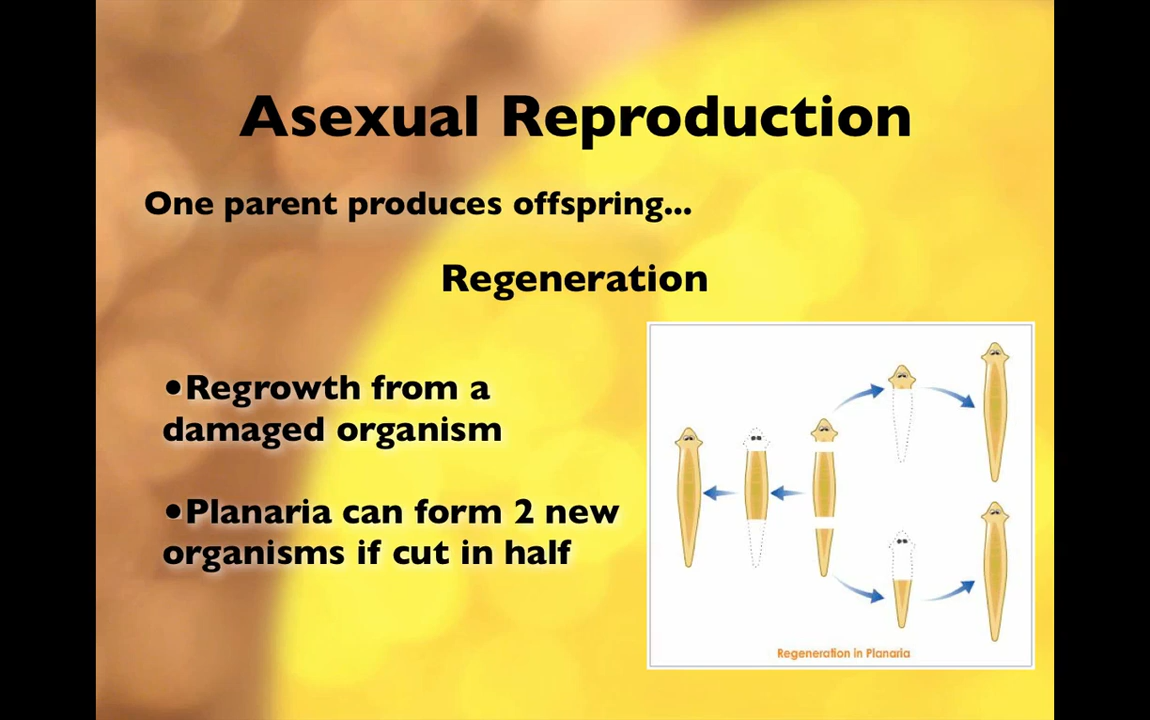 Asexual Reproduction
One parent produces offspring...
Regeneration
•Regrowth from a
damaged organism
•Planaria can form 2 new
organisms if cut in half
Regeneration in Planaria